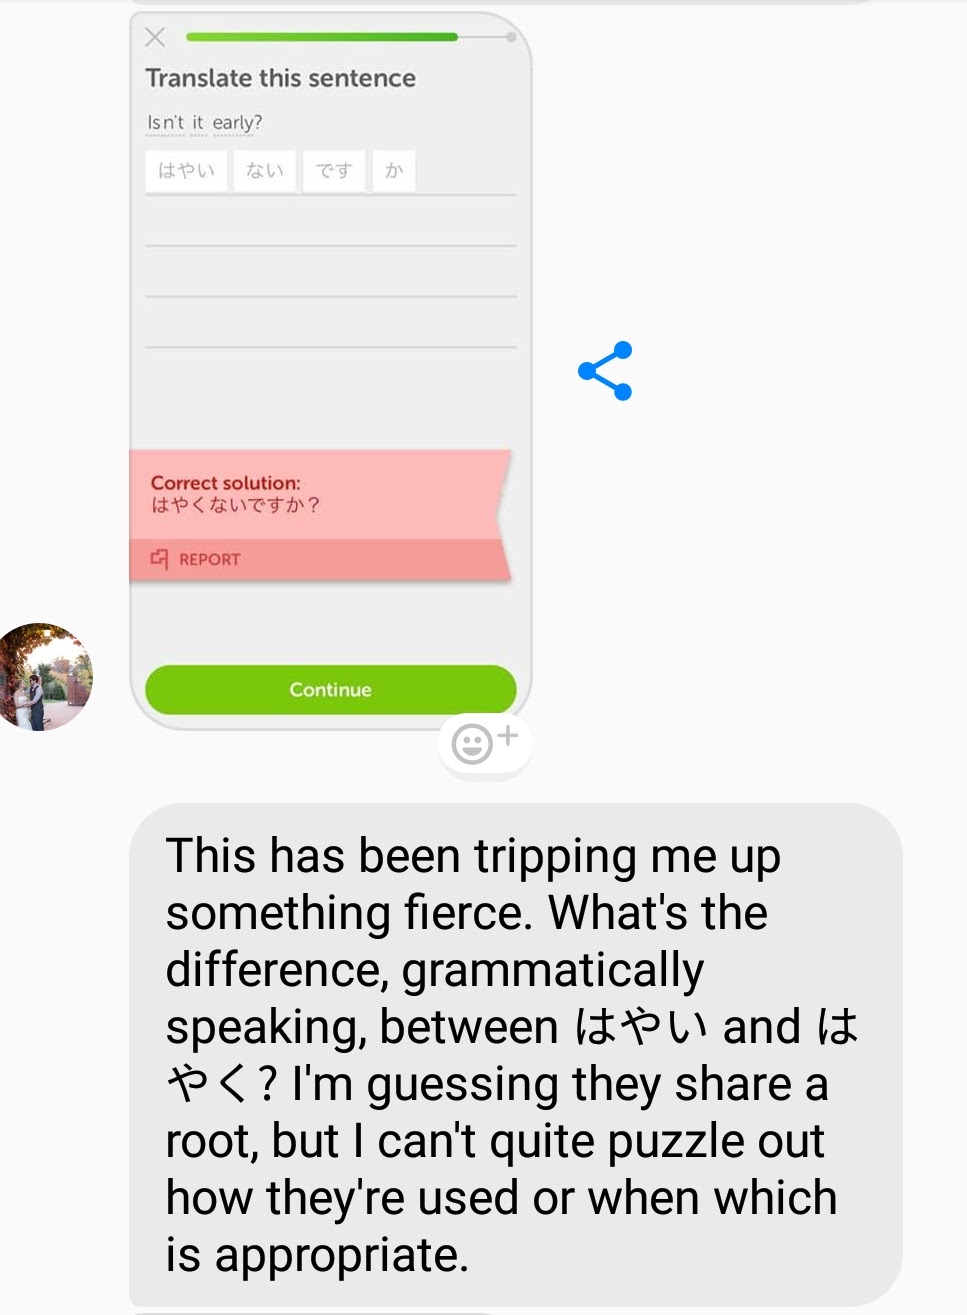 Translate this sentence
Isn't it early?
はやい ない です か
Correct solution:
はやくないですか？
REPORT
Continue
This has been tripping me up
something fierce. What's the
difference, grammatically
speaking, between はやい and は
やく? I'm guessing they share a
root, but I can't quite puzzle out
how they're used or when which
is appropriate.